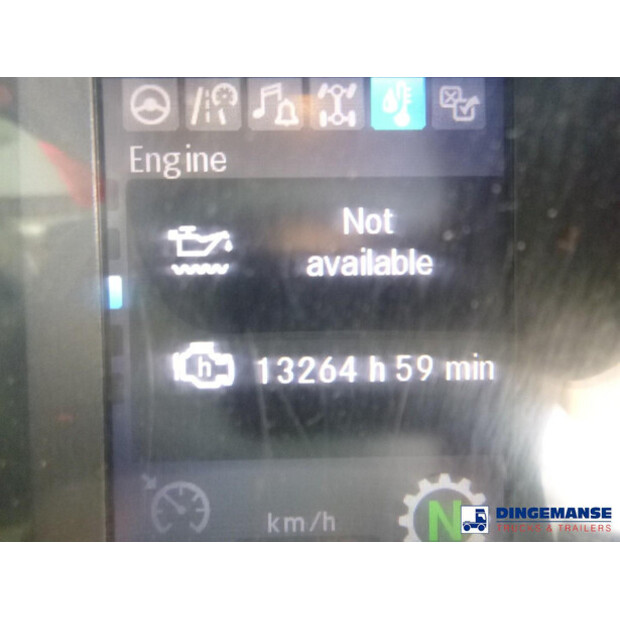 Engine
Not
available
h 13264 h 59 min
km/h
N
DINGEMANSE
TRUCKS & TRAILERS